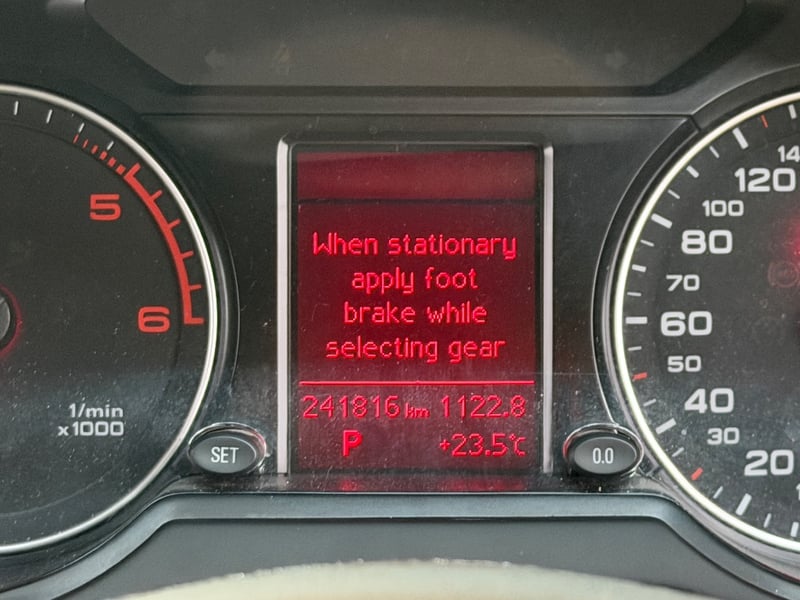 5
6
1/min
x1000
SET
When stationary
apply foot
brake while
selecting gear
241816 km 1122.8
P +23.5°C
0.0
14
120
100
80
70
60
50
40
30
20